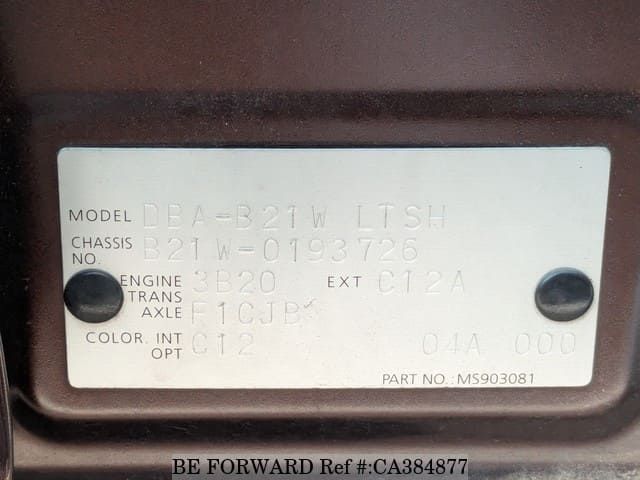 MODEL DBA-B21W LTSH
CHASSIS NO. B21W-0193726
ENGINE 3B20 EXT C12A
TRANS AXLE F1CJB
COLOR. INT OPT C12 04A 000
PART NO.: MS903081
BE FORWARD Ref #:CA384877